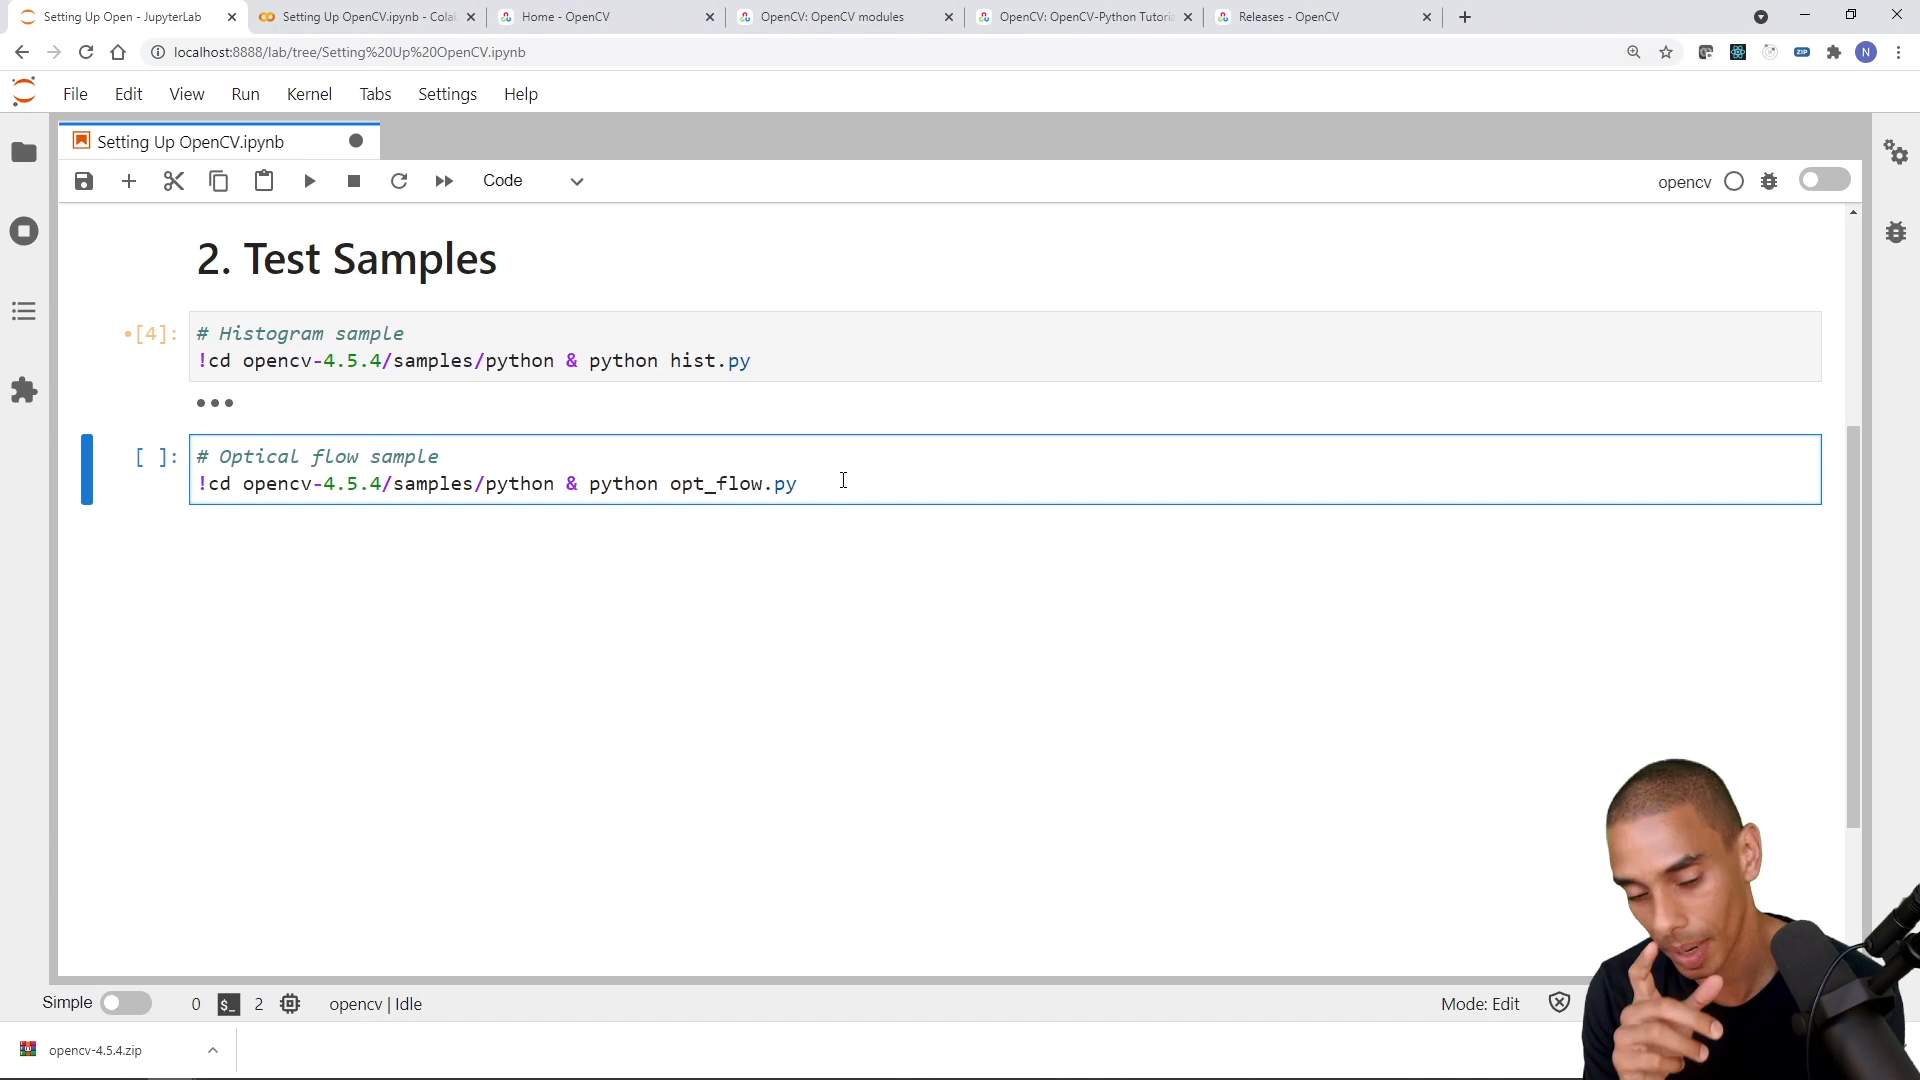 Setting Up Open - JupyterLab
Setting Up OpenCV.ipynb - Cola
Home - OpenCV
OpenCV: OpenCV modules
OpenCV: OpenCV-Python Tutoria
Releases - OpenCV
localhost:8888/lab/tree/Setting%20Up%20OpenCV.ipynb
ZIP
N
File Edit View Run Kernel Tabs Settings Help
Setting Up OpenCV.ipynb
Code
opencv
2. Test Samples
•[4]:
# Histogram sample
!cd opencv-4.5.4/samples/python & python hist.py
[ ]:
# Optical flow sample
!cd opencv-4.5.4/samples/python & python opt_flow.py
Simple
0
$_
2
opencv | Idle
Mode: Edit
opencv-4.5.4.zip